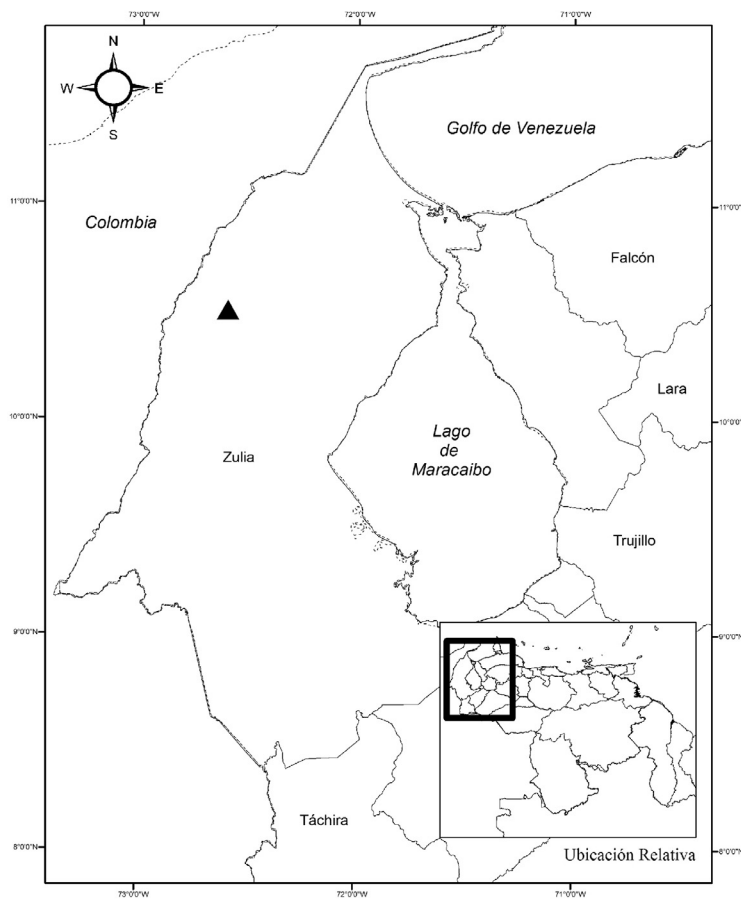 73°0'0"W
72°0'0"W
71°0'0"W
N
W
E
S
Golfo de Venezuela
11°0'0"N
11°0'0"N
Colombia
Falcón
Lara
10°0'0"N
10°0'0"N
Lago
de
Maracaibo
Zulia
Trujillo
9°0'0"N
9°0'0"N
Táchira
8°0'0"N
8°0'0"N
Ubicación Relativa
73°0'0"W
72°0'0"W
71°0'0"W